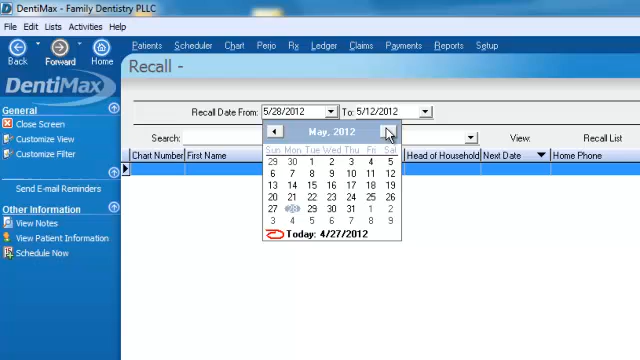 DentiMax - Family Dentistry PLLC
File Edit Lists Activities Help
Back Forward Home
Patients Scheduler Chart Perio Rx Ledger Claims Payments Reports Setup
DentiMax
Recall -
General
Close Screen
Customize View
Customize Filter
Send E-mail Reminders
Other Information
View Notes
View Patient Information
Schedule Now
Recall Date From: 5/28/2012 To: 5/12/2012
Search: View: Recall List
Chart Number First Name Head of Household Next Date Home Phone
May, 2012
Sun Mon Tue Wed Thu Fri Sat
29 30 1 2 3 4 5
6 7 8 9 10 11 12
13 14 15 16 17 18 19
20 21 22 23 24 25 26
27 28 29 30 31 1 2
3 4 5 6 7 8 9
Today: 4/27/2012